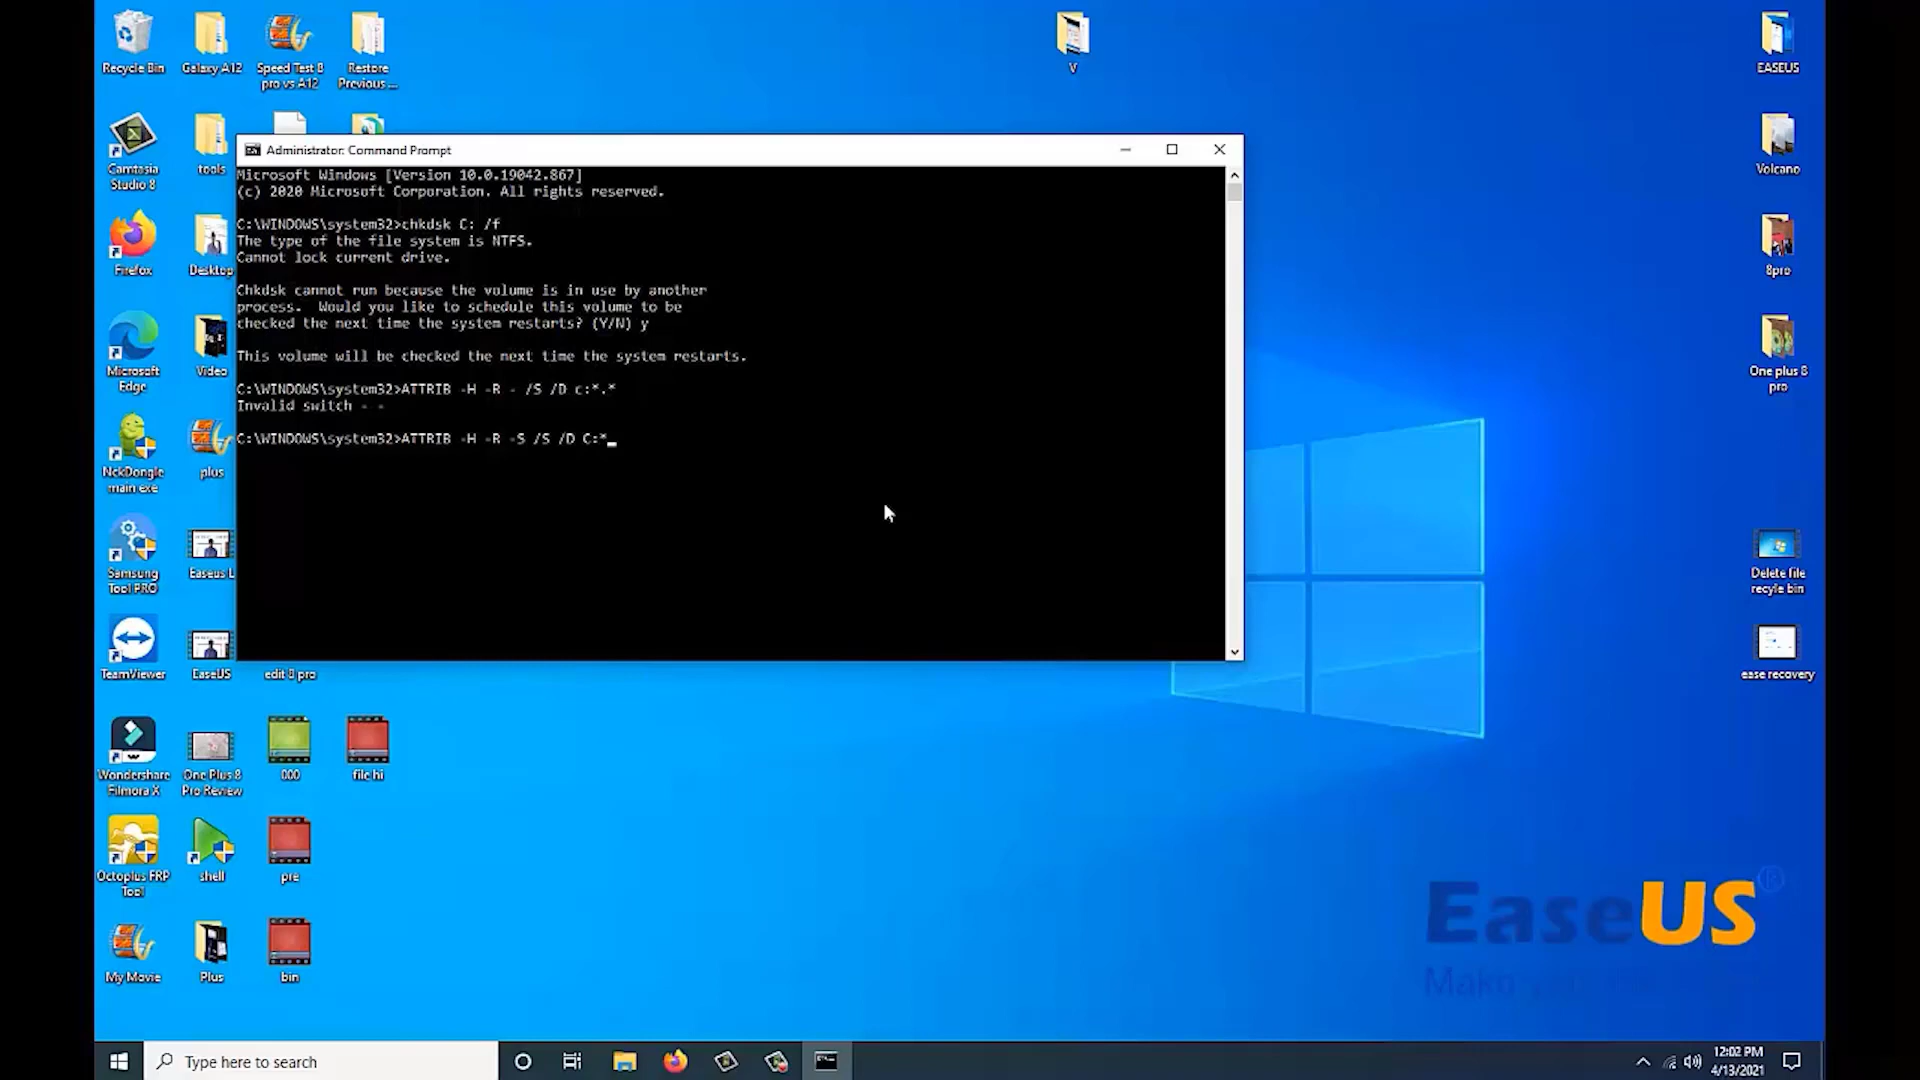 Recycle Bin
Galaxy A12
Speed Test 8
pro vs A12
Restore
Previous ...
V
EASEUS
Camtasia
Studio 8
tools
Volcano
Administrator: Command Prompt
Microsoft Windows [Version 10.0.19042.867]
(c) 2020 Microsoft Corporation. All rights reserved.
C:\WINDOWS\system32>chkdsk C: /f
The type of the file system is NTFS.
Cannot lock current drive.
Chkdsk cannot run because the volume is in use by another
process.  Would you like to schedule this volume to be
checked the next time the system restarts? (Y/N) y
This volume will be checked the next time the system restarts.
C:\WINDOWS\system32>ATTRIB -H -R - /S /D c:*.*
Invalid switch - -
C:\WINDOWS\system32>ATTRIB -H -R -S /S /D C:*_
Firefox
Desktop
8pro
Microsoft
Edge
Video
One plus 8
pro
NckDongle
main exe
plus
Samsung
Tool PRO
Easeus L
Delete file
recyle bin
TeamViewer
EaseUS
edit 8 pro
ease recovery
Wondershare
Filmora X
One Plus 8
Pro Review
000
file hi
Octoplus FRP
Tool
shell
pre
My Movie
Plus
bin
EaseUS®
Make
Type here to search
12:02 PM
4/13/2021